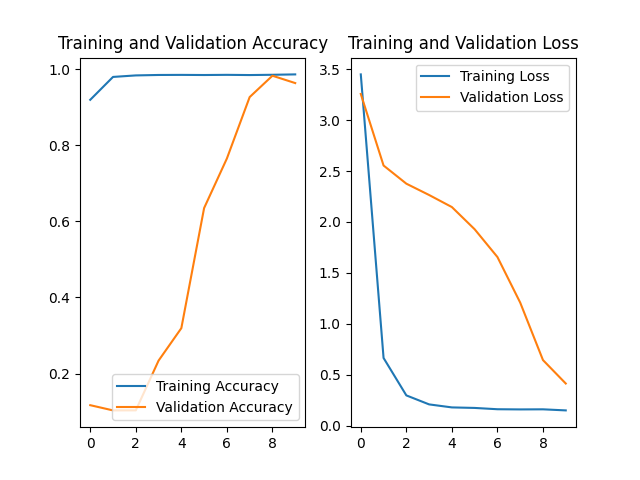 Training and Validation Accuracy
1.0
0.8
0.6
0.4
0.2
0 2 4 6 8
Training Accuracy
Validation Accuracy
Training and Validation Loss
3.5
3.0
2.5
2.0
1.5
1.0
0.5
0.0
0 2 4 6 8
Training Loss
Validation Loss